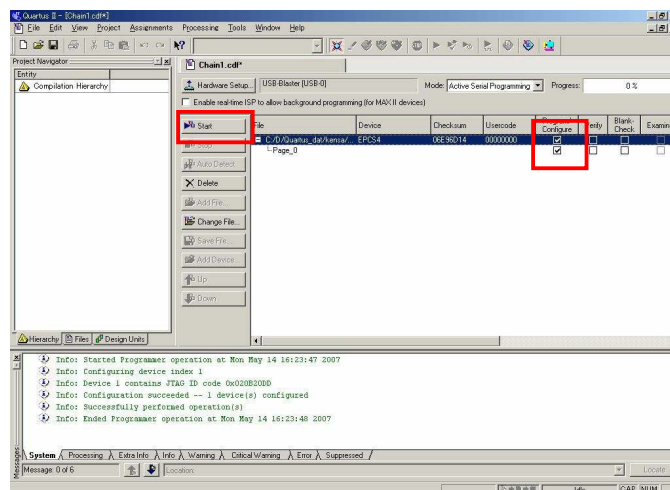 Quartus II - [Chain1.cdf*]
File Edit View Project Assignments Processing Tools Window Help
Project Navigator
Entity
Compilation Hierarchy
Hierarchy Files Design Units
Chain1.cdf*
Hardware Setup... USB-Blaster [USB-0] Mode: Active Serial Programming Progress: 0 %
Enable real-time ISP to allow background programming (for MAX II devices)
Start
Stop
Auto Detect
Delete
Add File...
Change File...
Save File...
Add Device...
Up
Down
File Device Checksum Usercode Configure Verify Blank-Check Examin
C:/D/Quartus_dat/kensa/... EPCS4 06E96D14 00000000
Page_0
Info: Started Programmer operation at Mon May 14 16:23:47 2007
Info: Configuring device index 1
Info: Device 1 contains JTAG ID code 0x020B20DD
Info: Configuration succeeded -- 1 device(s) configured
Info: Successfully performed operation(s)
Info: Ended Programmer operation at Mon May 14 16:23:48 2007
System Processing Extra Info Info Warning Critical Warning Error Suppressed
Messages
Message: 0 of 6 Location: Locate
Idle CAP NUM